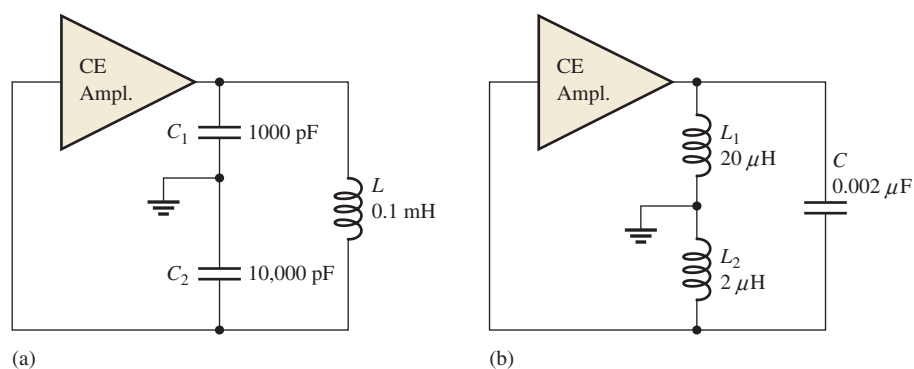 CE
Ampl.
C₁
1000 pF
L
0.1 mH
C₂
10,000 pF
(a)
CE
Ampl.
L₁
20 μH
C
0.002 μF
L₂
2 μH
(b)